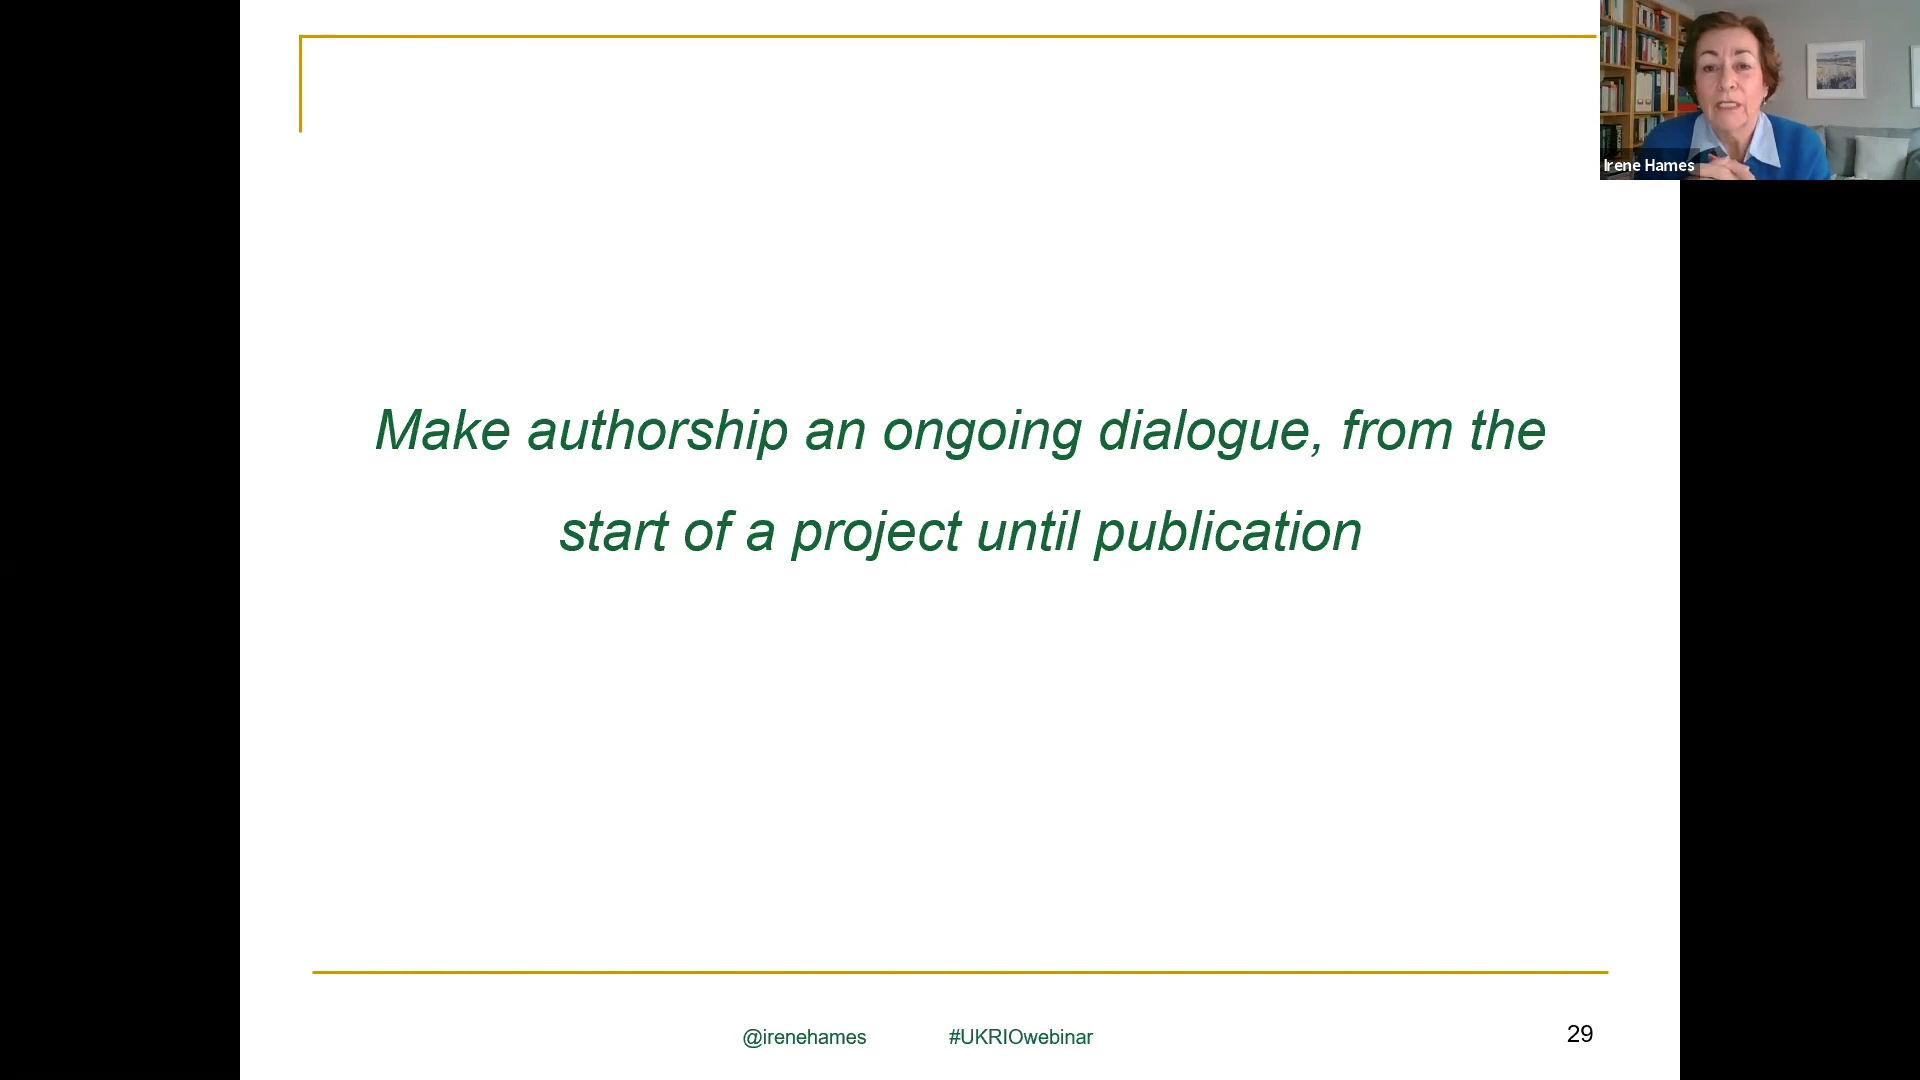 Irene Hames
Make authorship an ongoing dialogue, from the
start of a project until publication
@irenehames #UKRIOwebinar 29